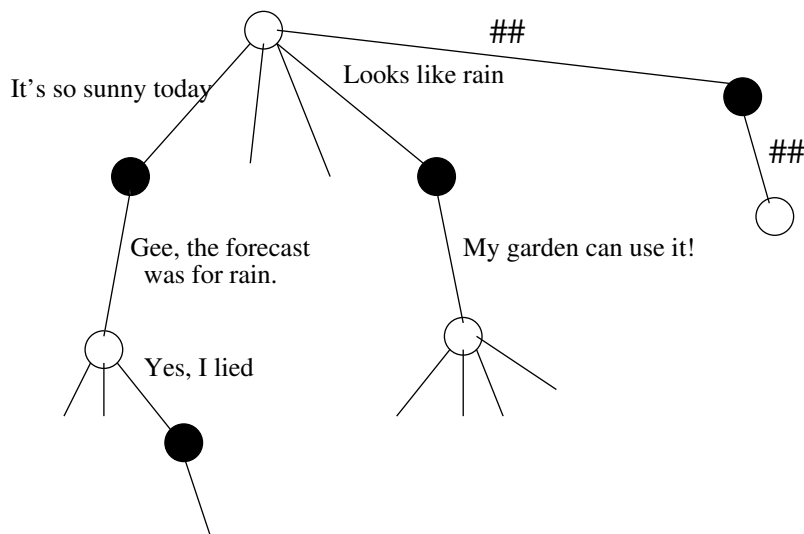 ##
Looks like rain
It's so sunny today
##
Gee, the forecast
was for rain.
My garden can use it!
Yes, I lied